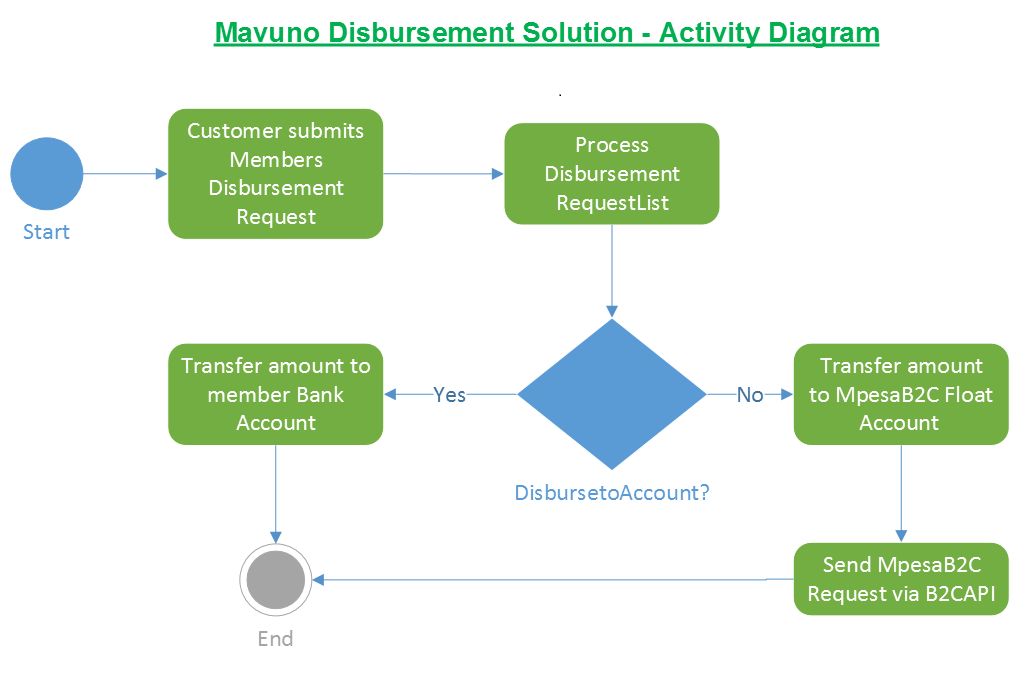 Mavuno Disbursement Solution - Activity Diagram
.
Customer submits
Members
Disbursement
Request
Process
Disbursement
RequestList
Start
Transfer amount to
member Bank
Account
Yes
No
Transfer amount
to MpesaB2C Float
Account
DisbursetoAccount?
Send MpesaB2C
Request via B2CAPI
End